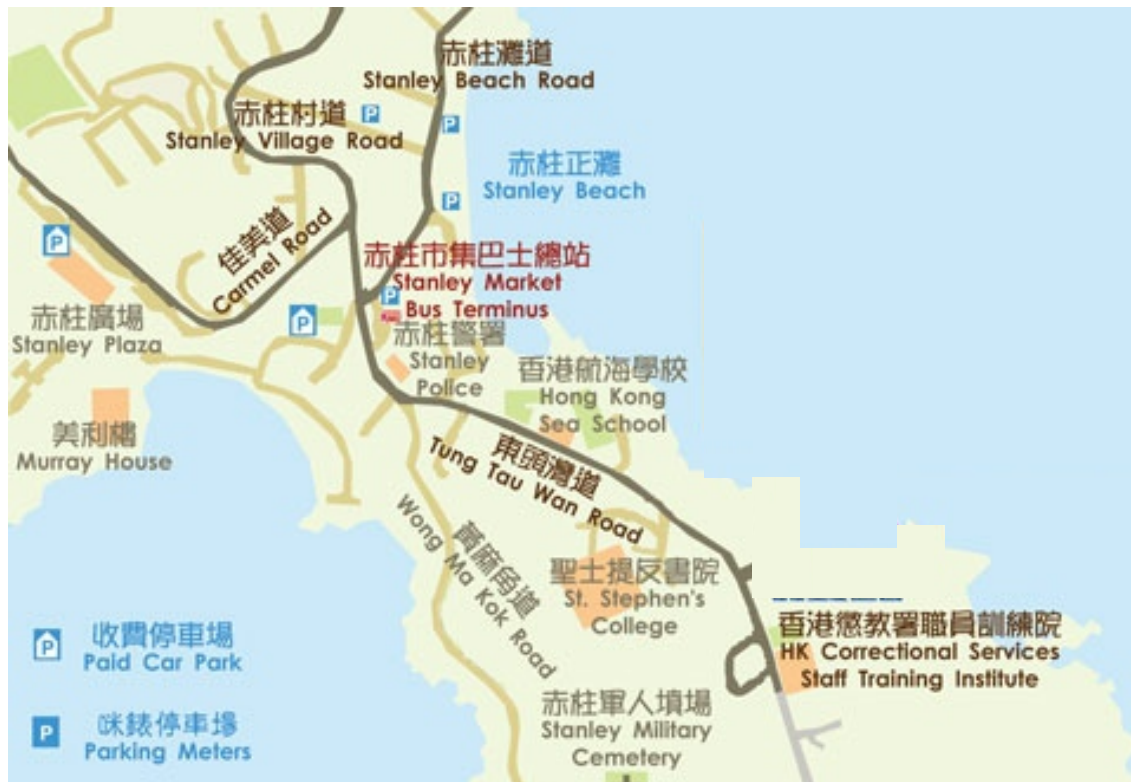 赤柱灘道
Stanley Beach Road
赤柱村道
P
Stanley Village Road
P
赤柱正灘
Stanley Beach
P
佳美道
Carmel Road
P
赤柱市集巴士總站
Stanley Market
P
Bus Terminus
赤柱廣場
Stanley Plaza
P
赤柱警署
Stanley
Police
香港航海學校
Hong Kong
Sea School
美利樓
Murray House
東頭灣道
Tung Tau Wan Road
黃麻角道
Wong Ma Kok Road
聖士提反書院
St. Stephen's
College
香港懲教署職員訓練院
HK Correctional Services
Staff Training Institute
赤柱軍人墳場
Stanley Military
Cemetery
P
收費停車場
Paid Car Park
P
咪錶停車場
Parking Meters